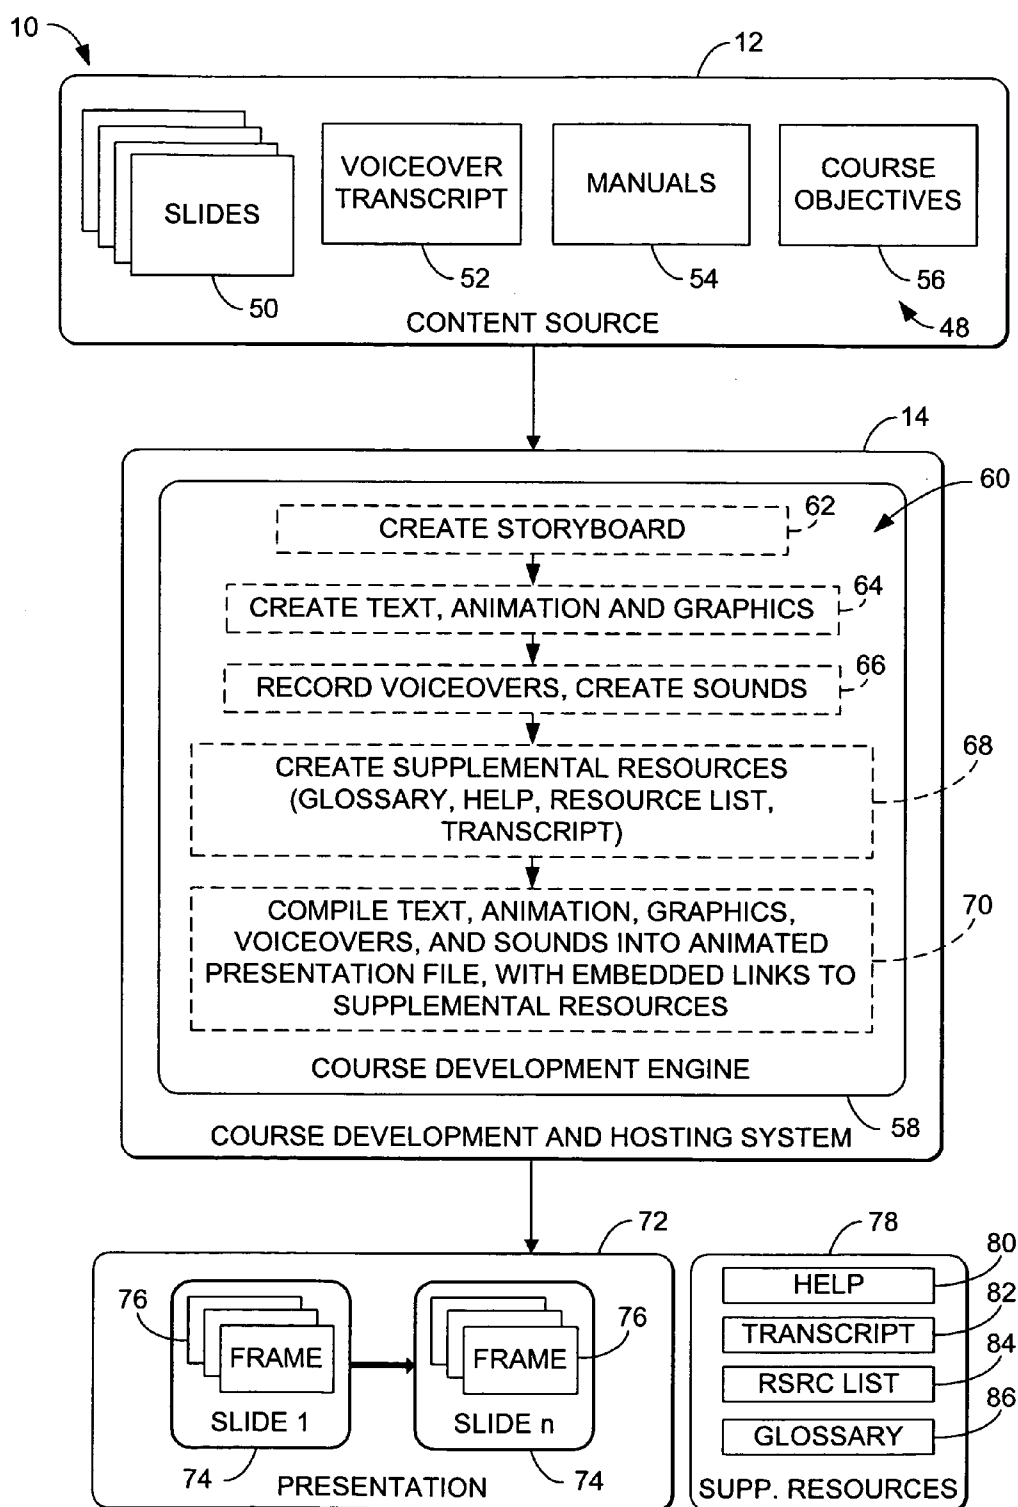 10
12
SLIDES
VOICEOVER
TRANSCRIPT
MANUALS
COURSE
OBJECTIVES
50
52
54
56
48
CONTENT SOURCE
14
60
CREATE STORYBOARD
62
CREATE TEXT, ANIMATION AND GRAPHICS
64
RECORD VOICEOVERS, CREATE SOUNDS
66
CREATE SUPPLEMENTAL RESOURCES
(GLOSSARY, HELP, RESOURCE LIST,
TRANSCRIPT)
68
COMPILE TEXT, ANIMATION, GRAPHICS,
VOICEOVERS, AND SOUNDS INTO ANIMATED
PRESENTATION FILE, WITH EMBEDDED LINKS TO
SUPPLEMENTAL RESOURCES
70
COURSE DEVELOPMENT ENGINE
58
COURSE DEVELOPMENT AND HOSTING SYSTEM
72
76
FRAME
SLIDE 1
74
FRAME
76
SLIDE n
74
PRESENTATION
78
HELP
80
TRANSCRIPT
82
RSRC LIST
84
GLOSSARY
86
SUPP. RESOURCES